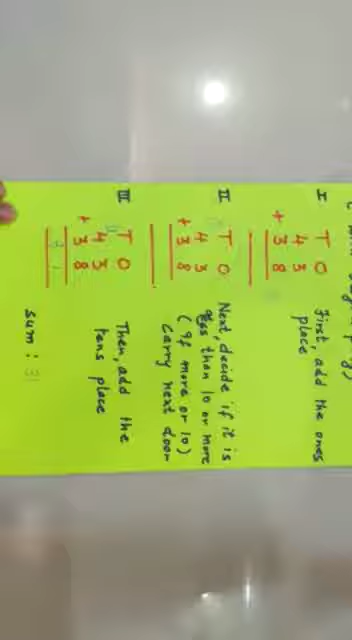 I T O First, add the ones
4 3 place
+ 3 8
II T O Next, decide if it is
4 3 less, than 10 or more
+ 3 8 (If more or 10)
carry next door
III T O Then, add the
4 3 tens place
+ 3 8
sum :